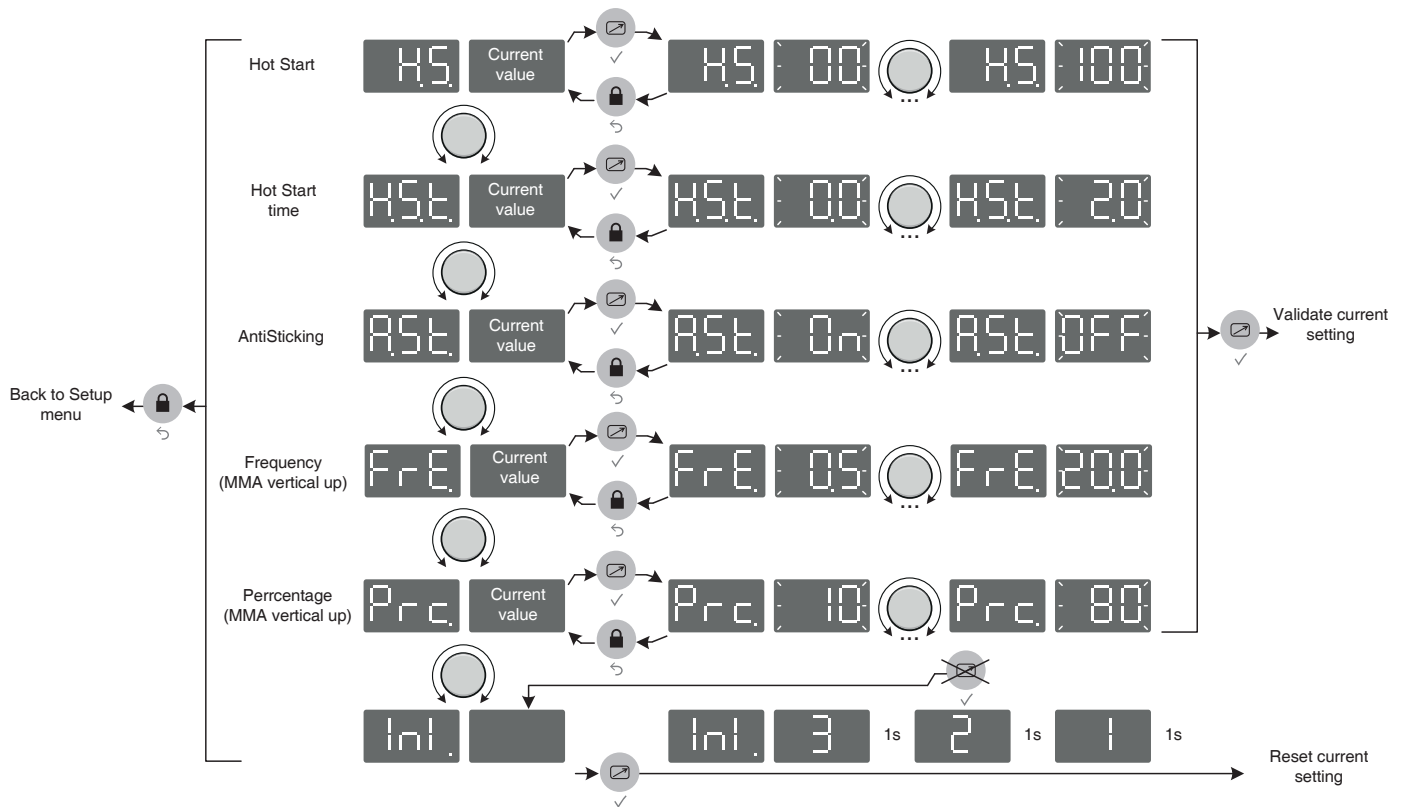 Hot Start
H.S.
Current
value
H.S.
00
...
H.S.
100
Hot Start
time
H.S.t.
Current
value
H.S.t.
0.0
...
H.S.t.
2.0
AntiSticking
A.S.t.
Current
value
A.S.t.
On
...
A.S.t.
OFF
Validate current
setting
Back to Setup
menu
Frequency
(MMA vertical up)
FrE.
Current
value
FrE.
0.5
...
FrE.
20.0
Perrcentage
(MMA vertical up)
Prc.
Current
value
Prc.
10
...
Prc.
80
InI.
InI.
3
1s
2
1s
1
1s
Reset current
setting